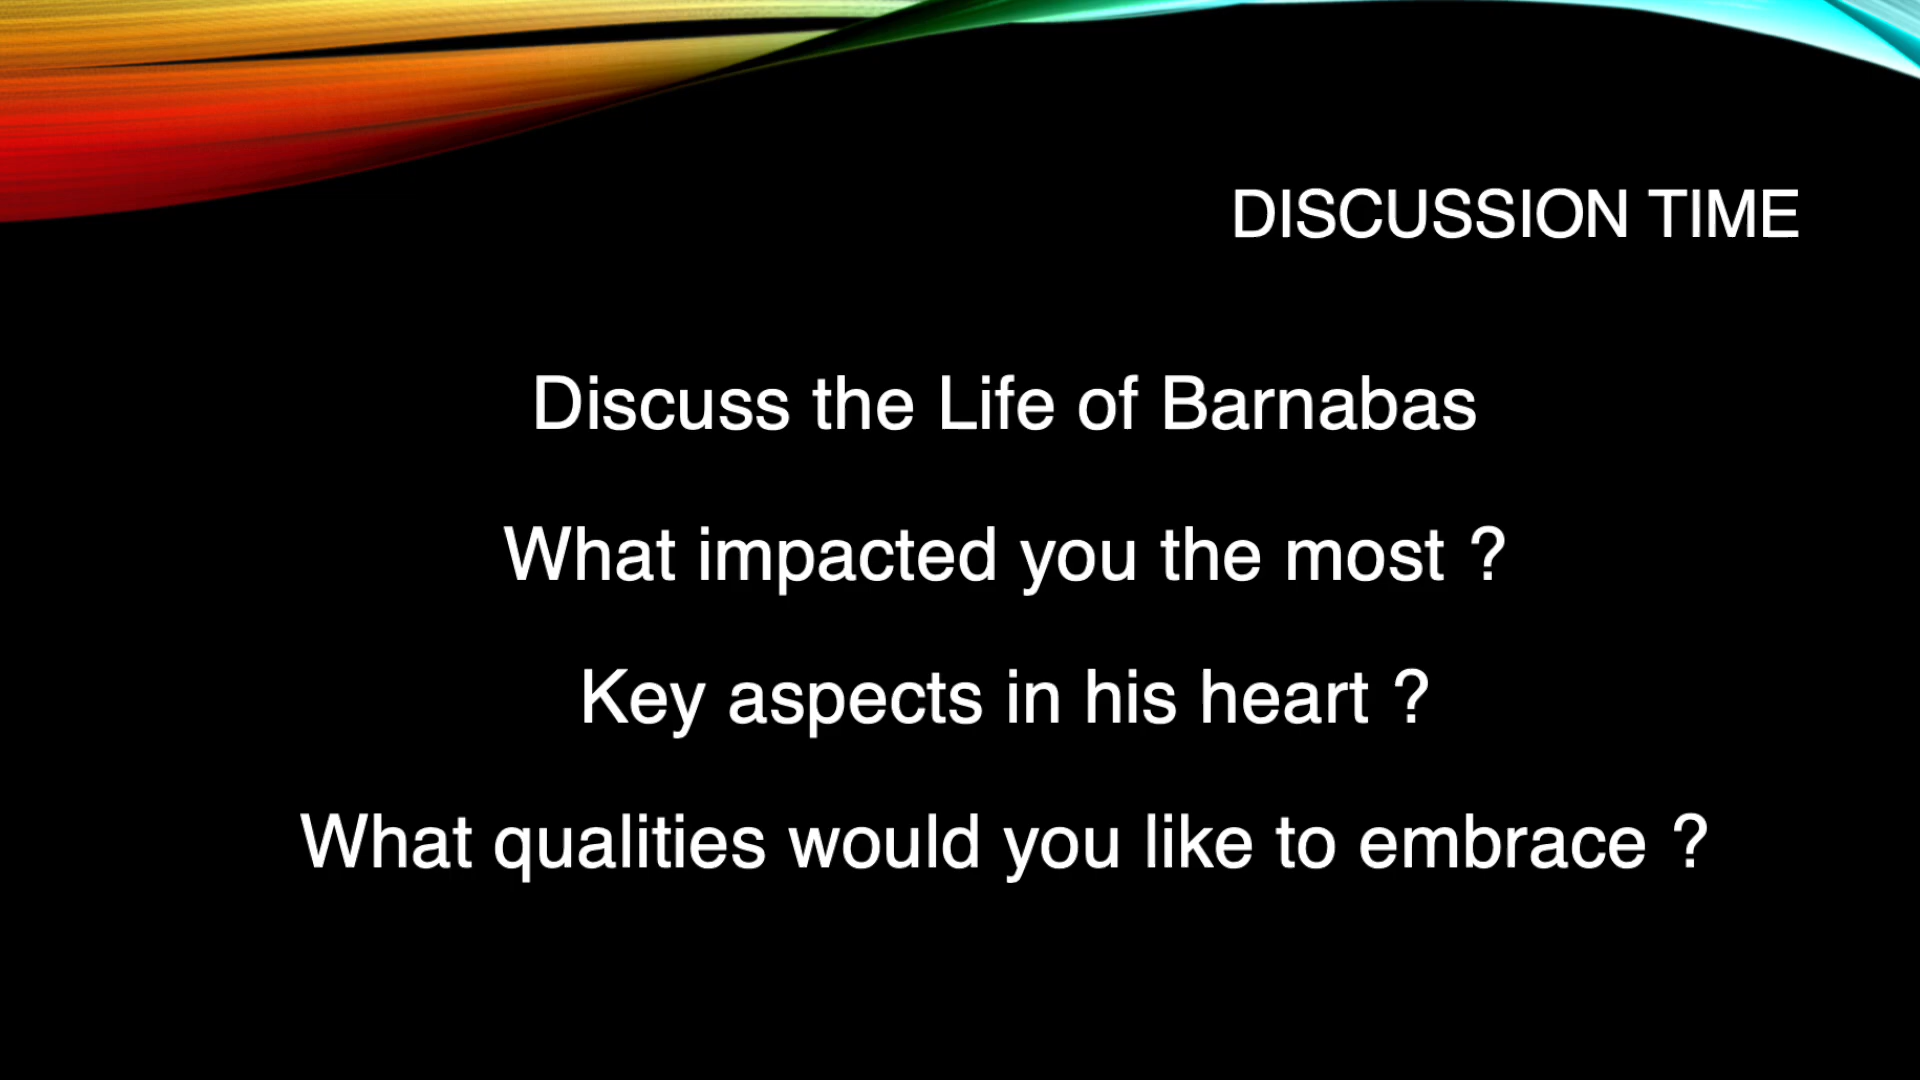 DISCUSSION TIME
Discuss the Life of Barnabas
What impacted you the most ?
Key aspects in his heart ?
What qualities would you like to embrace ?